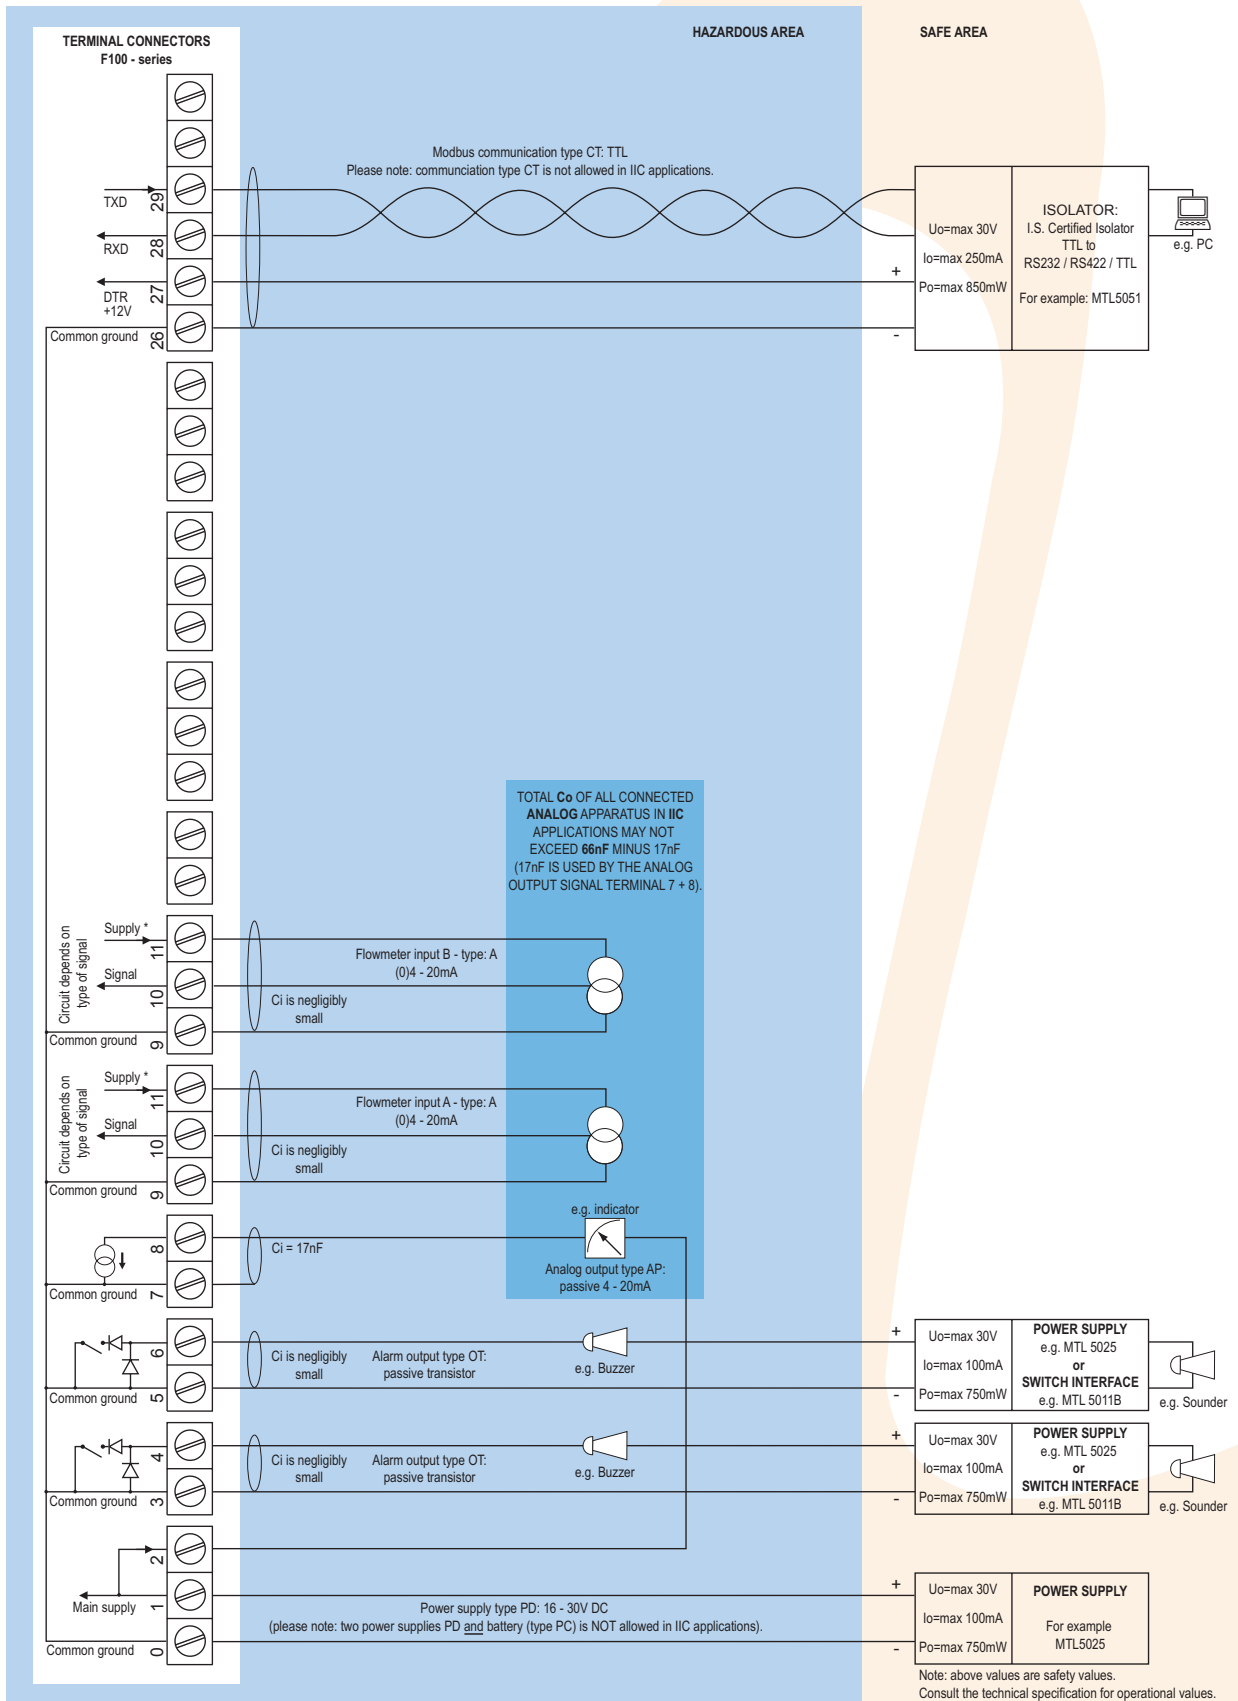 HAZARDOUS AREA
SAFE AREA
TERMINAL CONNECTORS
F100 - series
Modbus communication type CT: TTL
Please note: communciation type CT is not allowed in IIC applications.
TXD
29
RXD
28
DTR
+12V
27
Common ground
26
+
-
Uo=max 30V
Io=max 250mA
Po=max 850mW
ISOLATOR:
I.S. Certified Isolator
TTL to
RS232 / RS422 / TTL
For example: MTL5051
e.g. PC
TOTAL Co OF ALL CONNECTED
ANALOG APPARATUS IN IIC
APPLICATIONS MAY NOT
EXCEED 66nF MINUS 17nF
(17nF IS USED BY THE ANALOG
OUTPUT SIGNAL TERMINAL 7 + 8).
Circuit depends on
type of signal
Supply *
11
Signal
10
Common ground
9
Flowmeter input B - type: A
(0)4 - 20mA
Ci is negligibly
small
Circuit depends on
type of signal
Supply *
11
Signal
10
Common ground
9
Flowmeter input A - type: A
(0)4 - 20mA
Ci is negligibly
small
8
Common ground
7
Ci = 17nF
e.g. indicator
Analog output type AP:
passive 4 - 20mA
6
Common ground
5
Ci is negligibly
small
Alarm output type OT:
passive transistor
e.g. Buzzer
+
-
Uo=max 30V
Io=max 100mA
Po=max 750mW
POWER SUPPLY
e.g. MTL 5025
or
SWITCH INTERFACE
e.g. MTL 5011B
e.g. Sounder
4
Common ground
3
Ci is negligibly
small
Alarm output type OT:
passive transistor
e.g. Buzzer
+
-
Uo=max 30V
Io=max 100mA
Po=max 750mW
POWER SUPPLY
e.g. MTL 5025
or
SWITCH INTERFACE
e.g. MTL 5011B
e.g. Sounder
2
Main supply
1
Common ground
0
Power supply type PD: 16 - 30V DC
(please note: two power supplies PD and battery (type PC) is NOT allowed in IIC applications).
+
-
Uo=max 30V
Io=max 100mA
Po=max 750mW
POWER SUPPLY
For example
MTL5025
Note: above values are safety values.
Consult the technical specification for operational values.